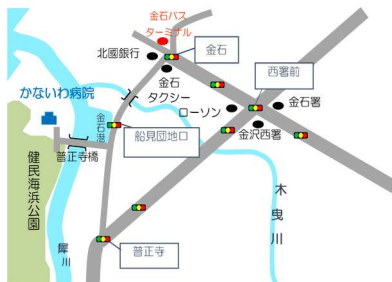 金石バス
ターミナル
北國銀行
金石
金石
タクシー
西署前
かないわ病院
ローソン
金石署
金石港
船見団地口
金沢西署
普正寺橋
健民海浜公園
木曳川
犀川
普正寺